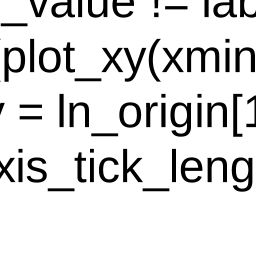 _value != lab
(plot_xy(xmin
y = ln_origin[1
xis_tick_leng